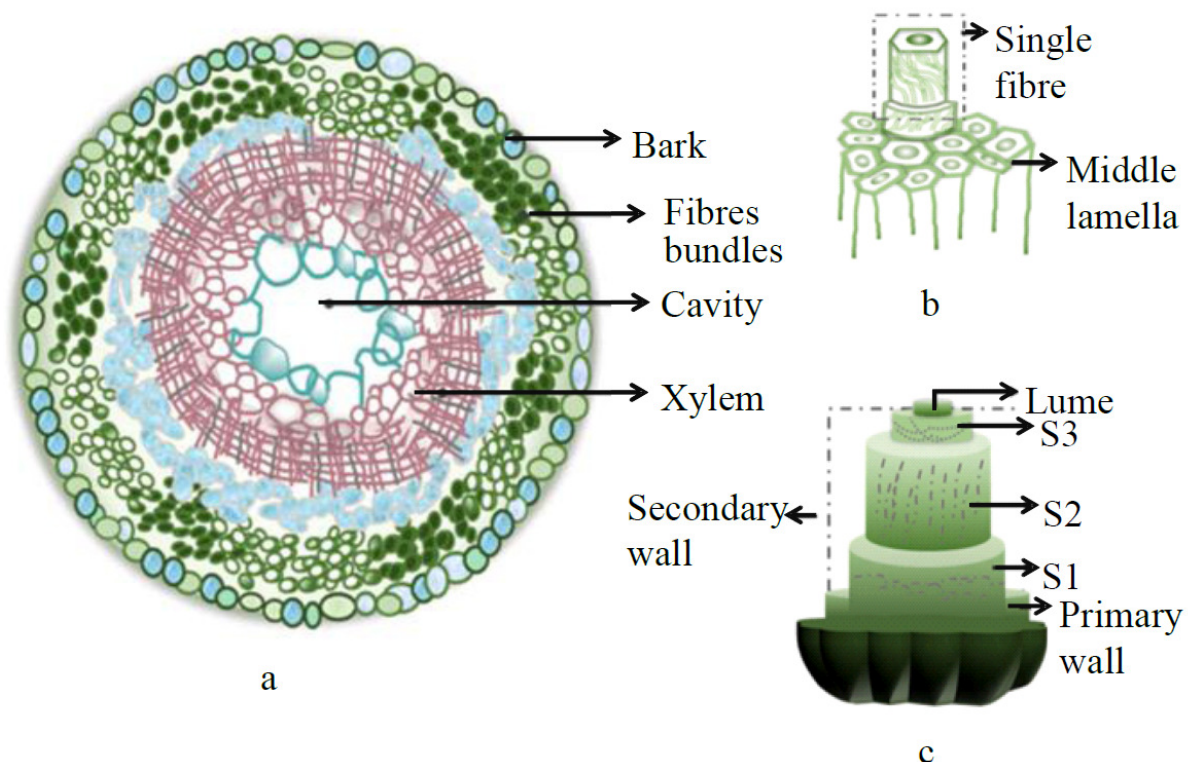 Bark
Fibres
bundles
Cavity
Xylem
a
Single
fibre
Middle
lamella
b
Lume
S3
S2
Secondary
wall
S1
Primary
wall
c